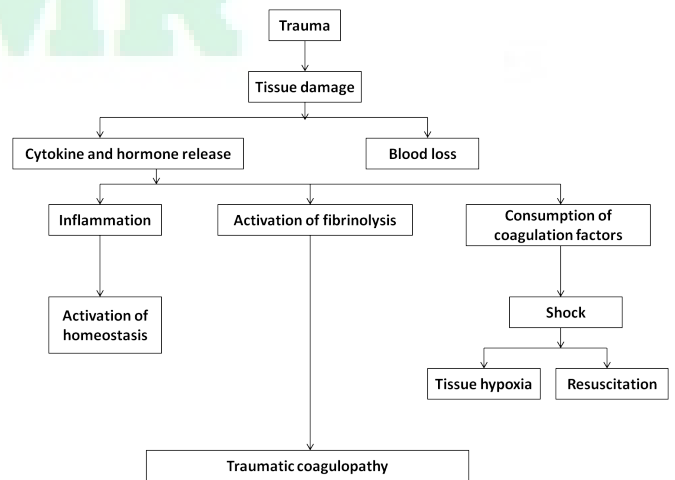 Trauma
Tissue damage
Cytokine and hormone release
Blood loss
Inflammation
Activation of fibrinolysis
Consumption of
coagulation factors
Activation of
homeostasis
Shock
Tissue hypoxia
Resuscitation
Traumatic coagulopathy